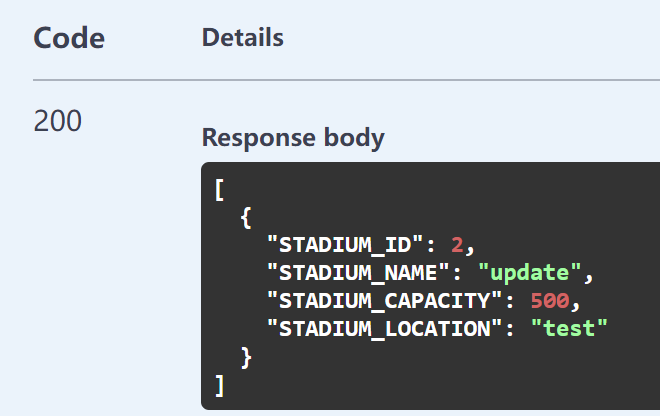 Code Details
200
Response body
[
  {
    "STADIUM_ID": 2,
    "STADIUM_NAME": "update",
    "STADIUM_CAPACITY": 500,
    "STADIUM_LOCATION": "test"
  }
]